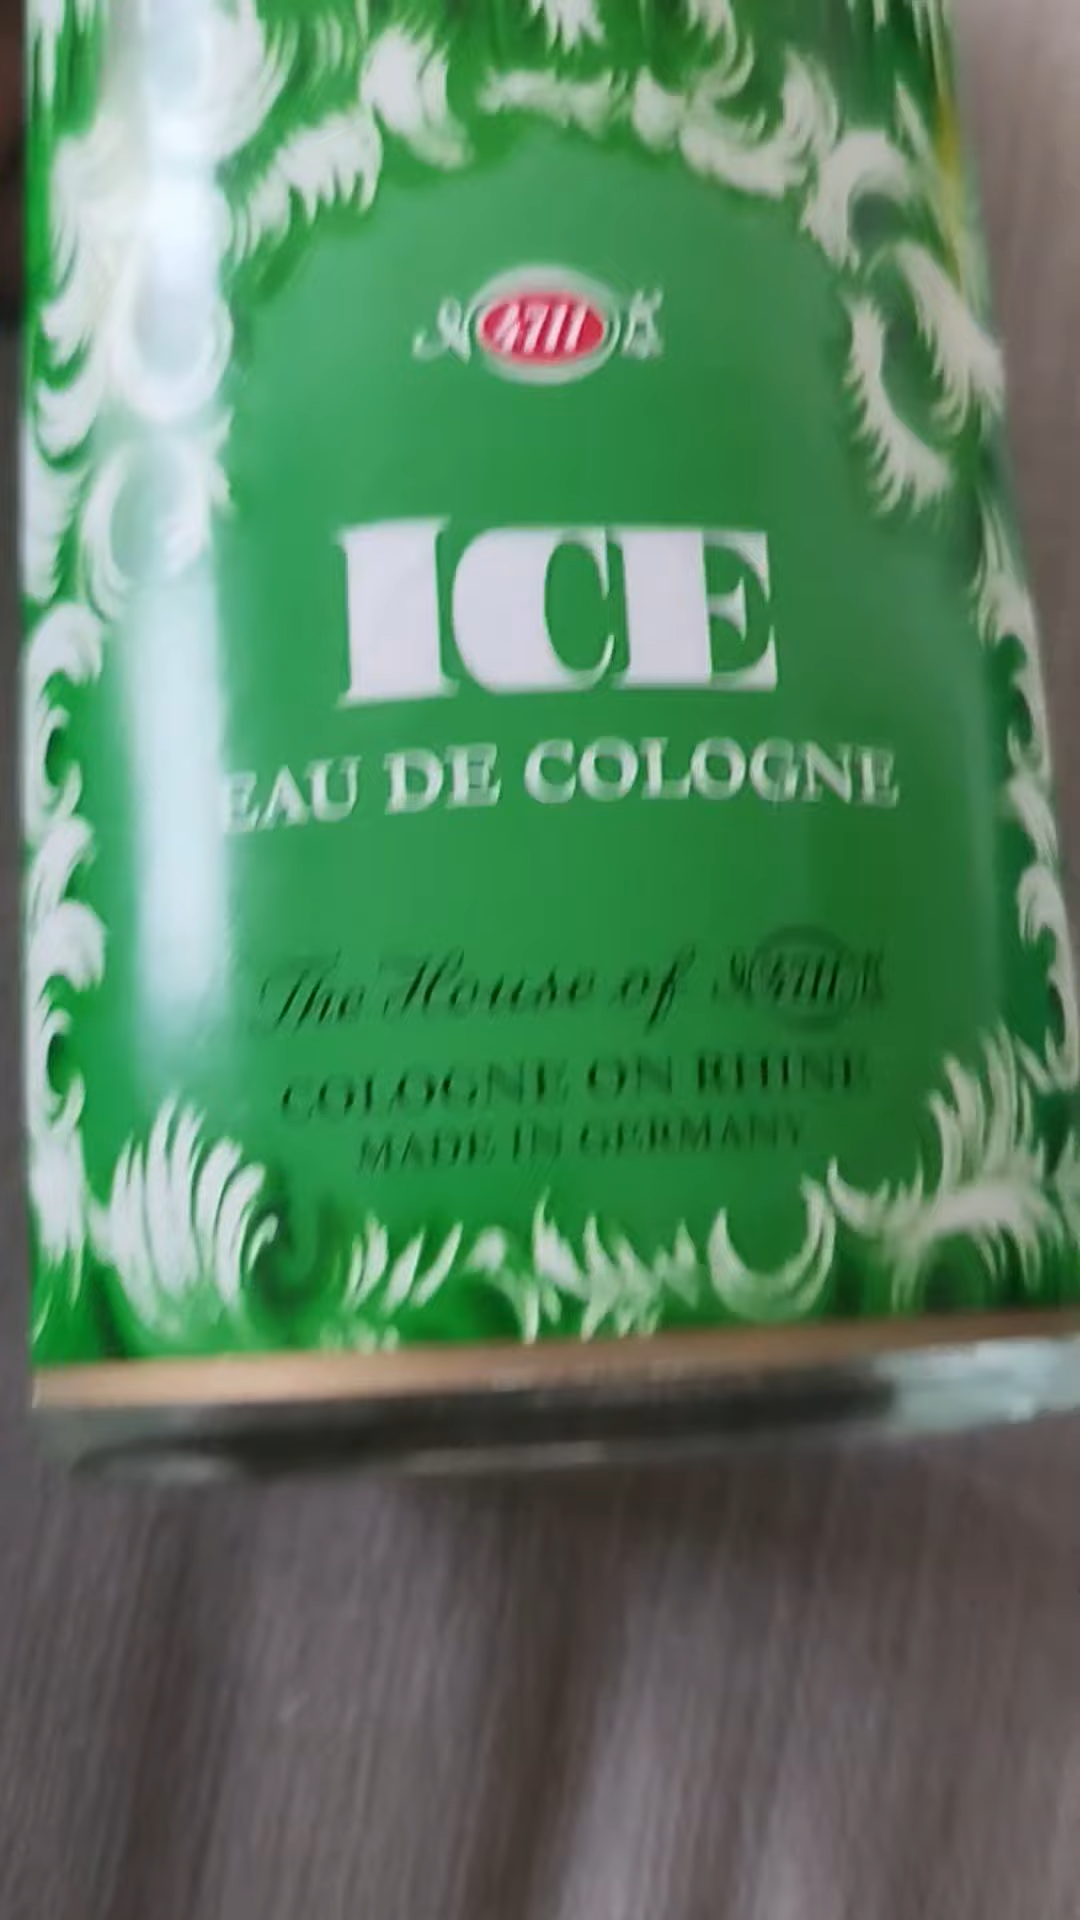 4711
ICE
EAU DE COLOGNE
The House of 4711
COLOGNE ON RHINE
MADE IN GERMANY